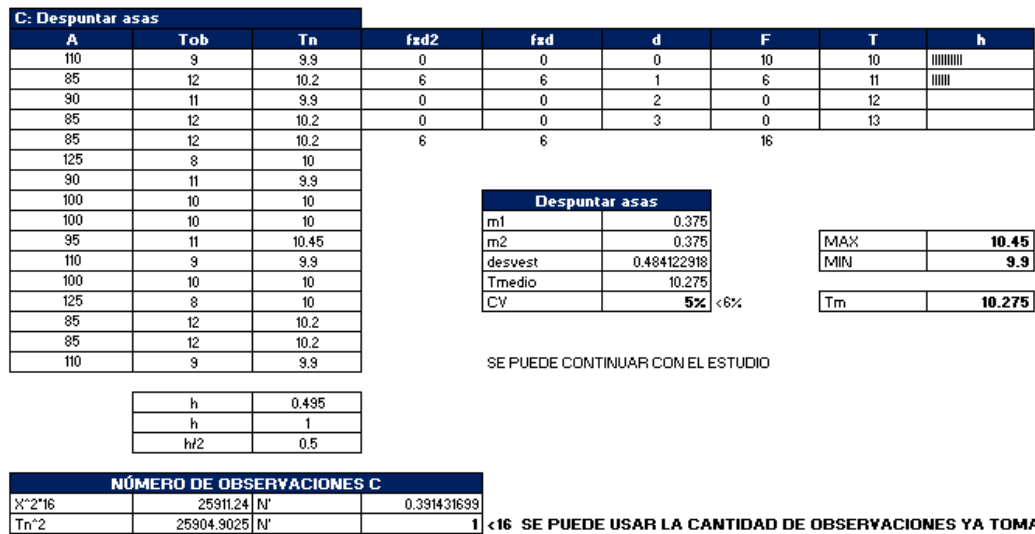 C: Despuntar asas
A Tob Tn fxd2 fxd d F T h
110 9 9.9 0 0 0 10 10 llllllllll
85 12 10.2 6 6 1 6 11 llllll
90 11 9.9 0 0 2 0 12
85 12 10.2 0 0 3 0 13
85 12 10.2 6 6 16
125 8 10
90 11 9.9
100 10 10
100 10 10
95 11 10.45
110 9 9.9
100 10 10
125 8 10
85 12 10.2
85 12 10.2
110 9 9.9
Despuntar asas
m1 0.375
m2 0.375
desvest 0.484122918
Tmedio 10.275
CV 5% <6%
MAX 10.45
MIN 9.9
Tm 10.275
SE PUEDE CONTINUAR CON EL ESTUDIO
h 0.495
h 1
h/2 0.5
NÚMERO DE OBSERVACIONES C
X^2*16 25911.24 N' 0.391431699
Tn^2 25904.9025 N' 1 <16 SE PUEDE USAR LA CANTIDAD DE OBSERVACIONES YA TOMA